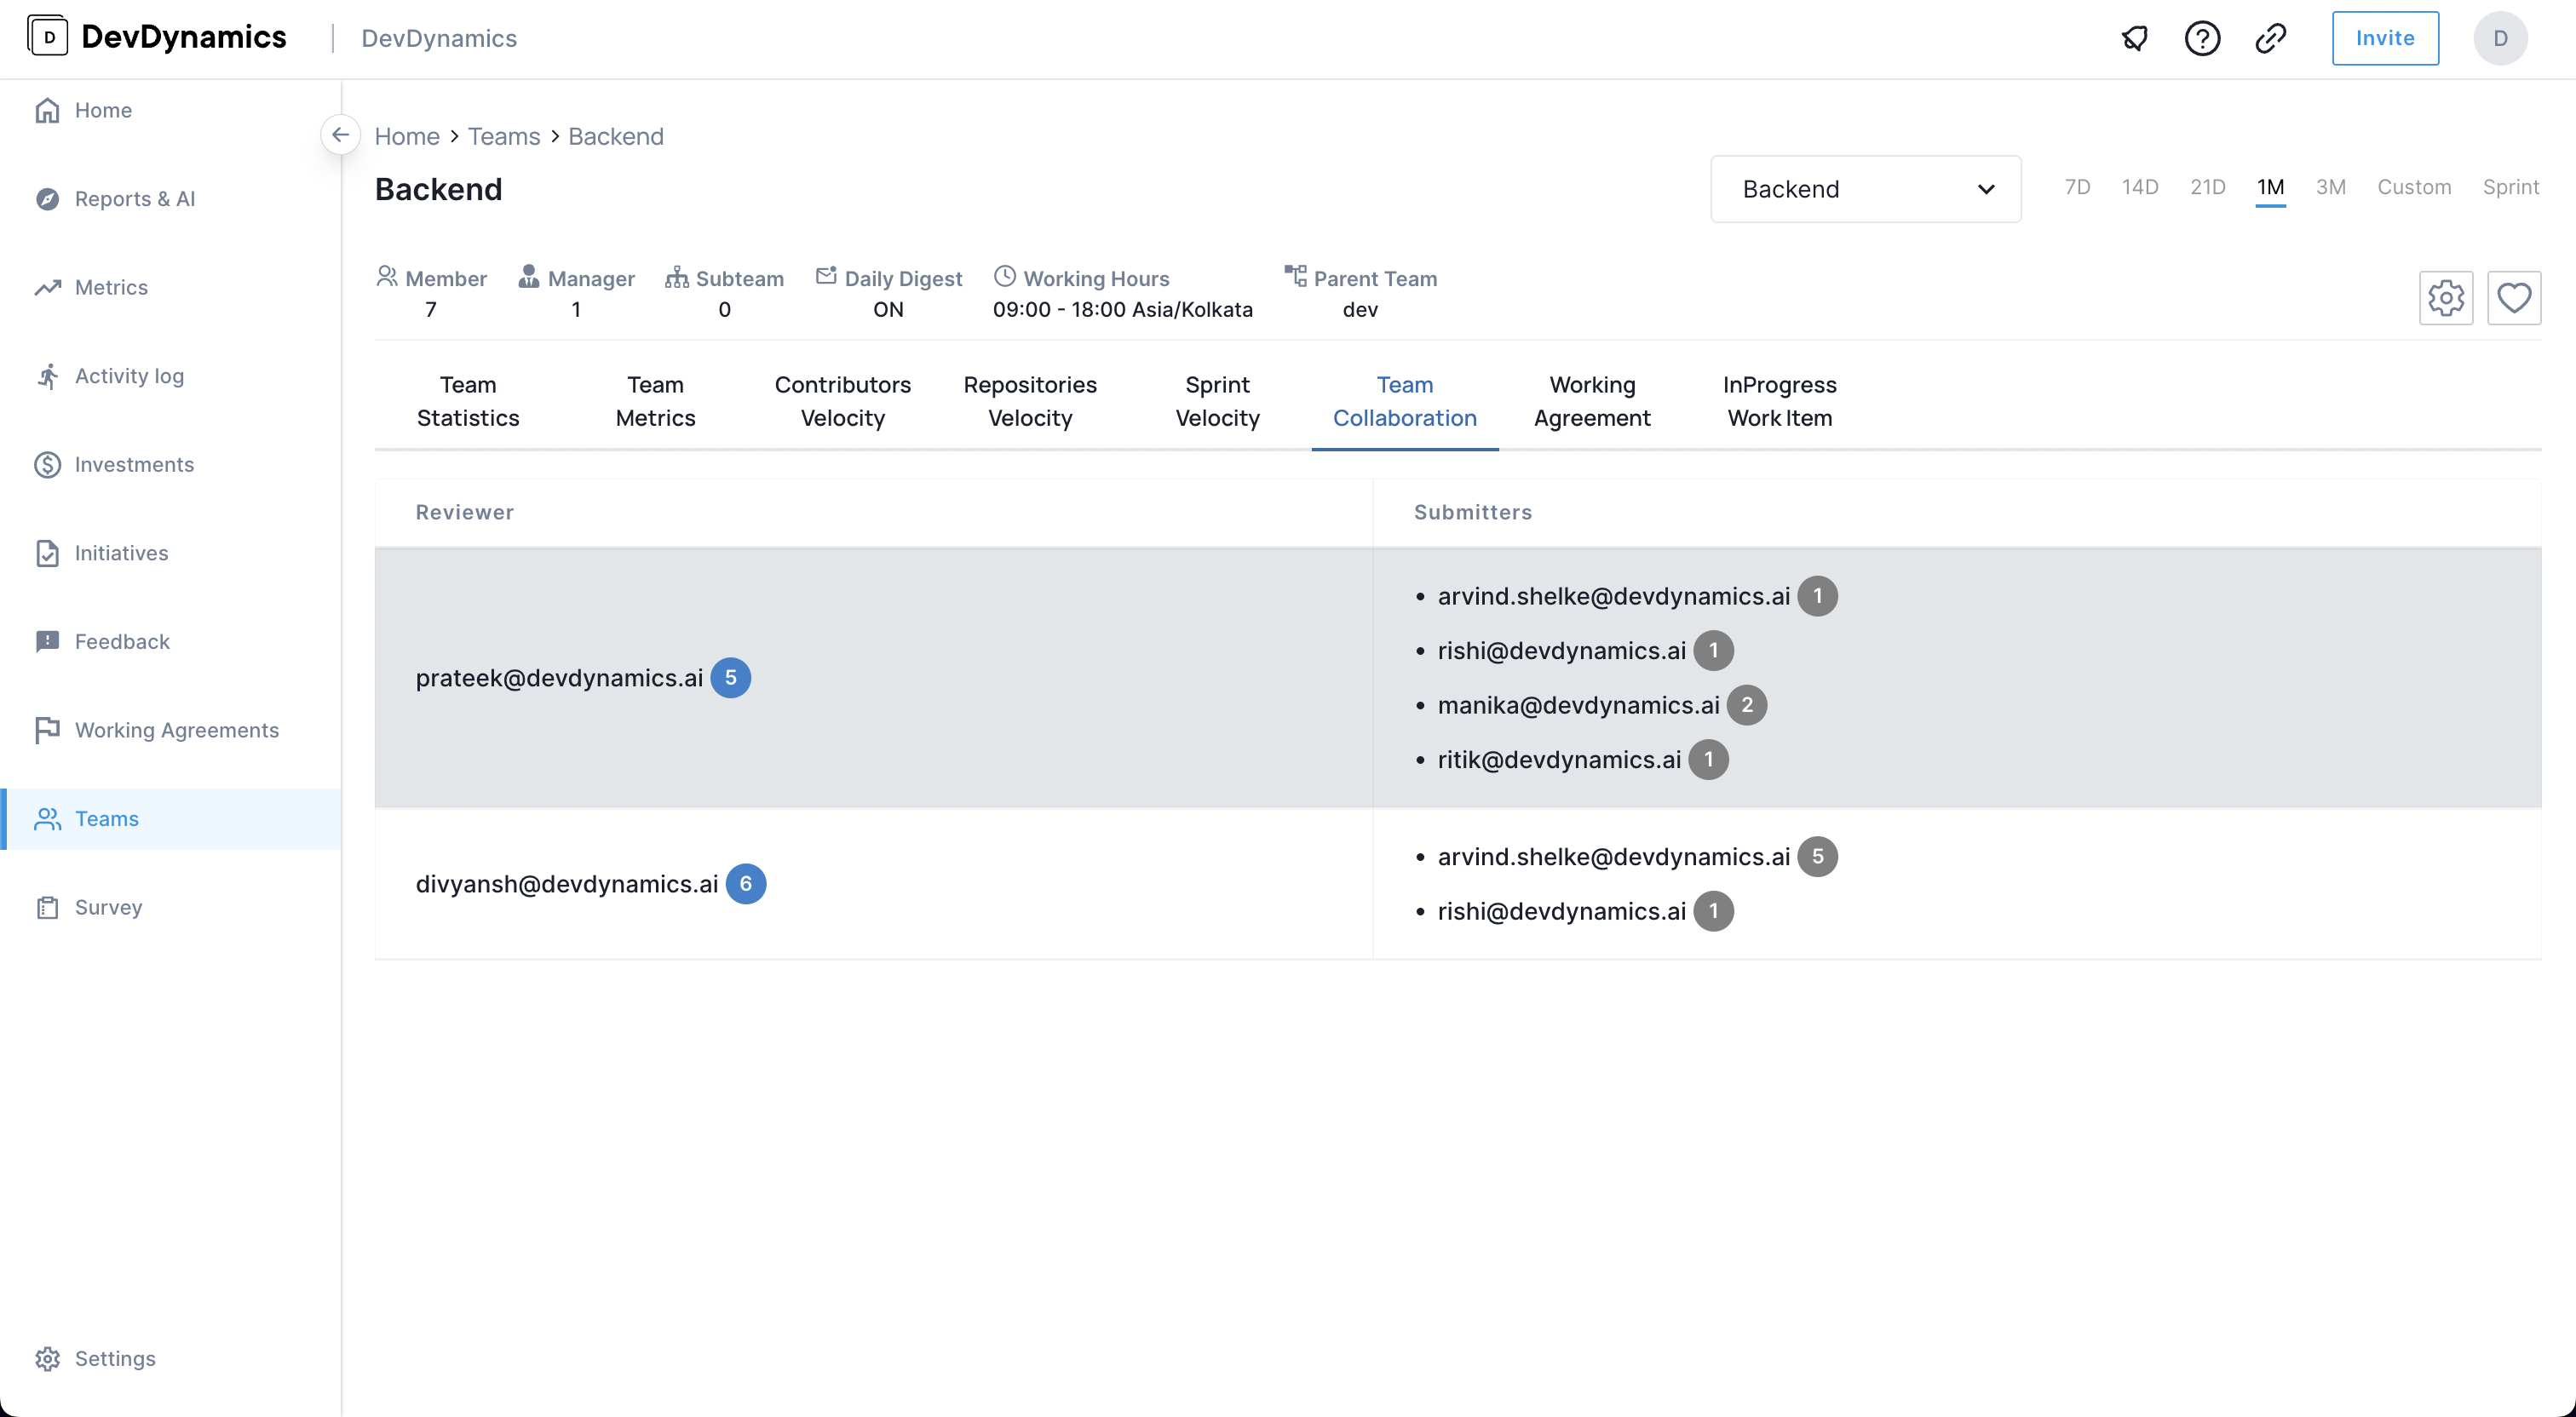 D DevDynamics | DevDynamics
Invite
D
Home
Reports & AI
Metrics
Activity log
Investments
Initiatives
Feedback
Working Agreements
Teams
Survey
Settings
Home > Teams > Backend
Backend
Backend
7D 14D 21D 1M 3M Custom Sprint
Member
7
Manager
1
Subteam
0
Daily Digest
ON
Working Hours
09:00 - 18:00 Asia/Kolkata
Parent Team
dev
Team
Statistics
Team
Metrics
Contributors
Velocity
Repositories
Velocity
Sprint
Velocity
Team
Collaboration
Working
Agreement
InProgress
Work Item
Reviewer
Submitters
prateek@devdynamics.ai 5
• arvind.shelke@devdynamics.ai 1
• rishi@devdynamics.ai 1
• manika@devdynamics.ai 2
• ritik@devdynamics.ai 1
divyansh@devdynamics.ai 6
• arvind.shelke@devdynamics.ai 5
• rishi@devdynamics.ai 1